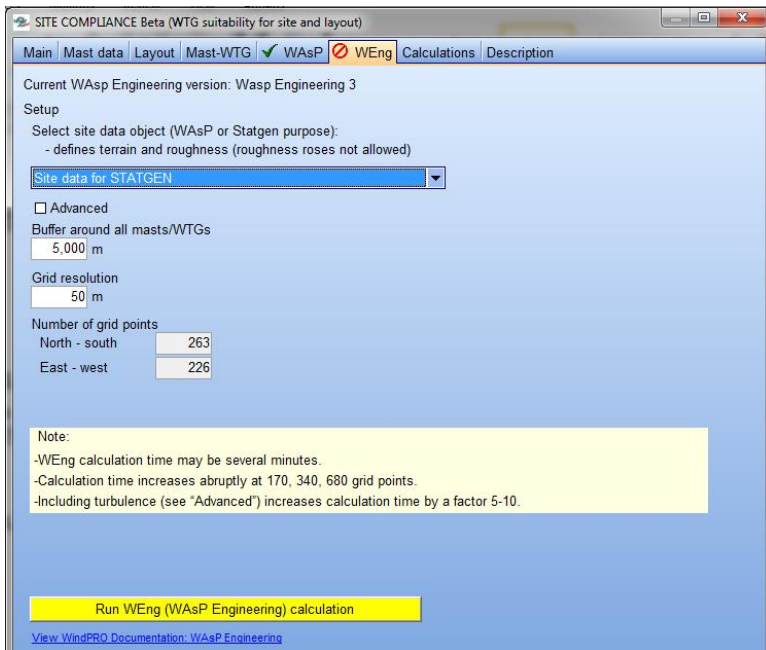 SITE COMPLIANCE Beta (WTG suitability for site and layout)
Main Mast data Layout Mast-WTG WAsP WEng Calculations Description
Current WAsp Engineering version: Wasp Engineering 3
Setup
Select site data object (WAsP or Statgen purpose):
- defines terrain and roughness (roughness roses not allowed)
Site data for STATGEN
Advanced
Buffer around all masts/WTGs
5,000 m
Grid resolution
50 m
Number of grid points
North - south 263
East - west 226
Note:
-WEng calculation time may be several minutes.
-Calculation time increases abruptly at 170, 340, 680 grid points.
-Including turbulence (see “Advanced”) increases calculation time by a factor 5-10.
Run WEng (WAsP Engineering) calculation
View WindPRO Documentation: WAsP Engineering